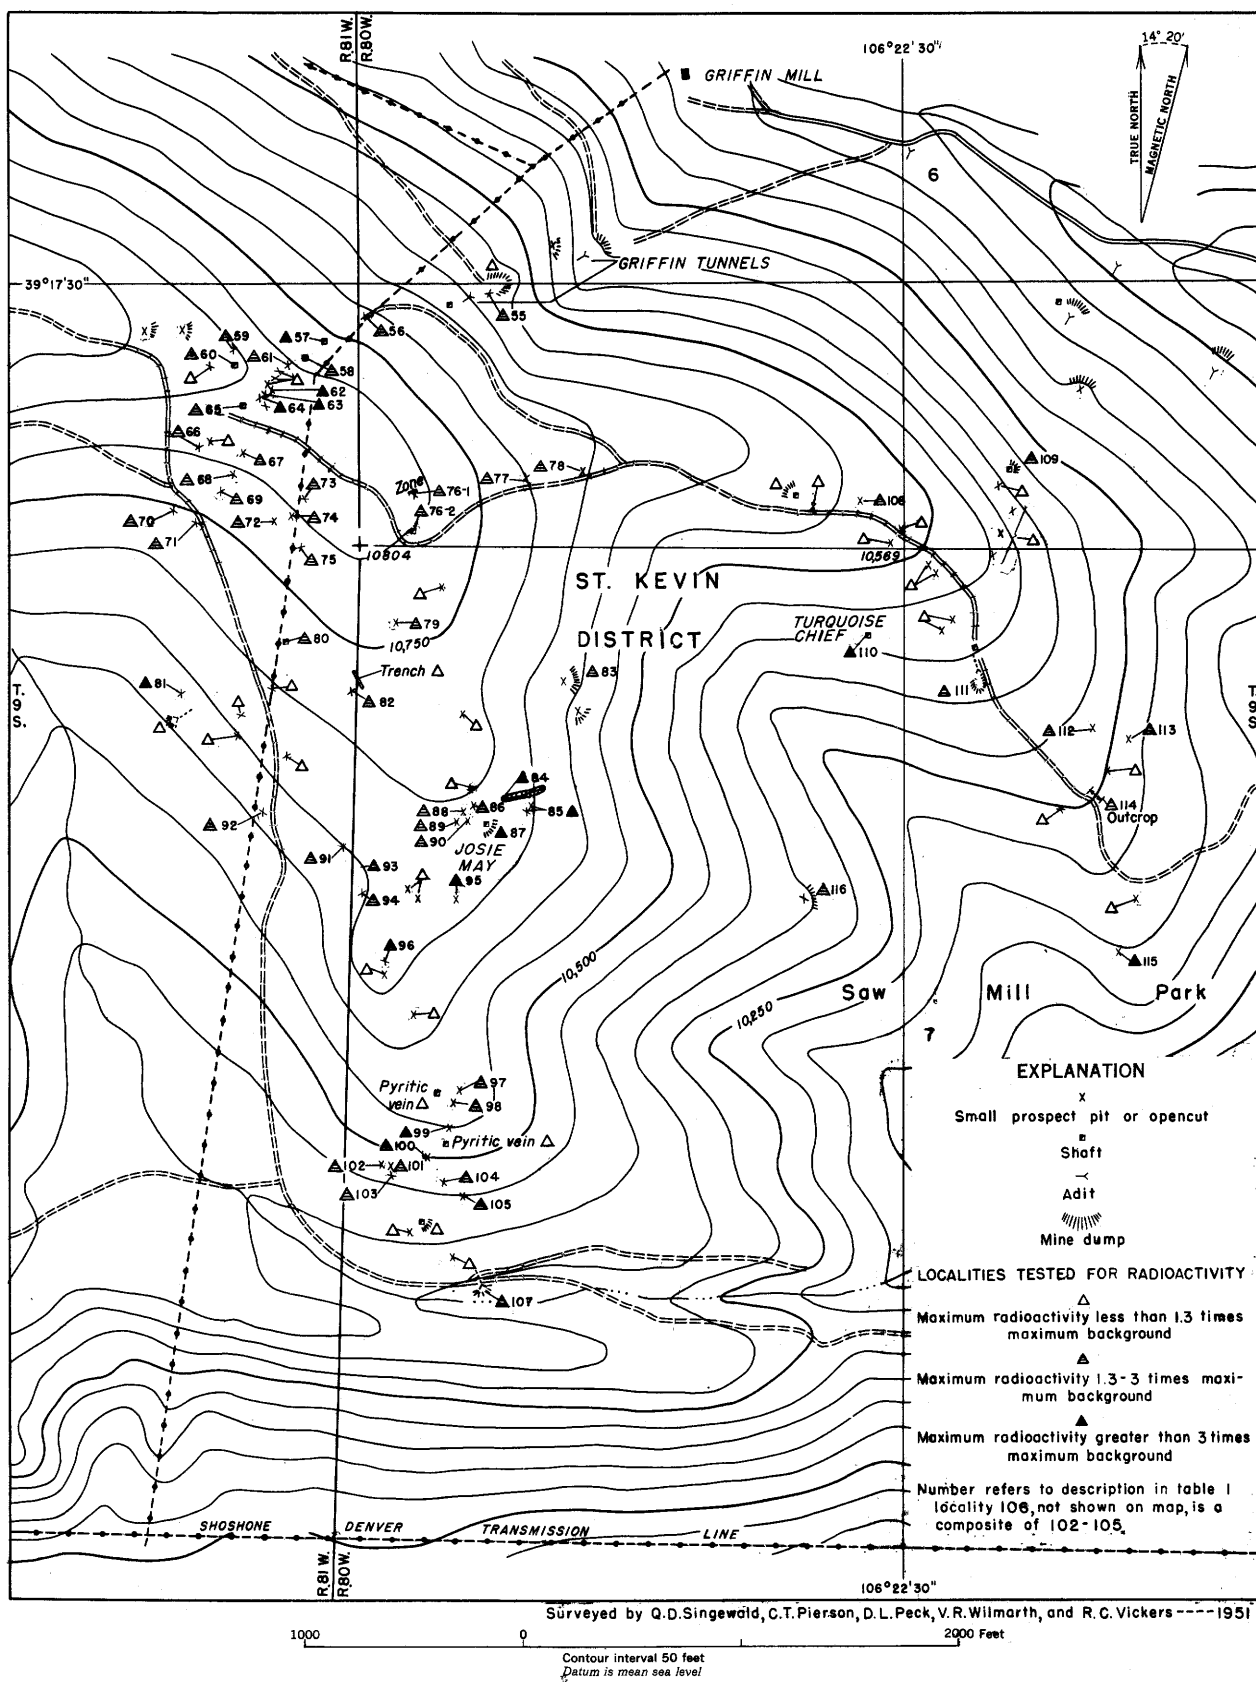 R.81W.
R.80W.
106°22'30"
14° 20'
TRUE NORTH
MAGNETIC NORTH
GRIFFIN MILL
6
GRIFFIN TUNNELS
39°17'30"
55
56
57
58
59
60
61
62
63
64
65
66
67
68
69
70
71
72
73
74
75
Zone
76-1
76-2
77
78
108
109
10804
10,569
ST. KEVIN
DISTRICT
79
10,750
80
TURQUOISE
CHIEF
110
Trench
81
82
83
111
112
113
T.
9
S.
T.
9
S.
84
85
86
87
88
89
90
JOSIE
MAY
114
Outcrop
91
92
93
94
95
96
116
115
10,500
10,250
Saw Mill Park
7
Pyritic
vein
97
98
99
100
Pyritic vein
101
102
103
104
105
107
EXPLANATION
x
Small prospect pit or opencut
Shaft
Adit
Mine dump
LOCALITIES TESTED FOR RADIOACTIVITY
Maximum radioactivity less than 1.3 times
maximum background
Maximum radioactivity 1.3-3 times maxi-
mum background
Maximum radioactivity greater than 3 times
maximum background
Number refers to description in table 1
locality 106, not shown on map, is a
composite of 102-105.
SHOSHONE DENVER TRANSMISSION LINE
R.81W.
R.80W.
106°22'30"
Surveyed by Q.D.Singewald, C.T.Pierson, D.L.Peck, V.R.Wilmarth, and R.C.Vickers ----1951
1000 0 2000 Feet
Contour interval 50 feet
Datum is mean sea level